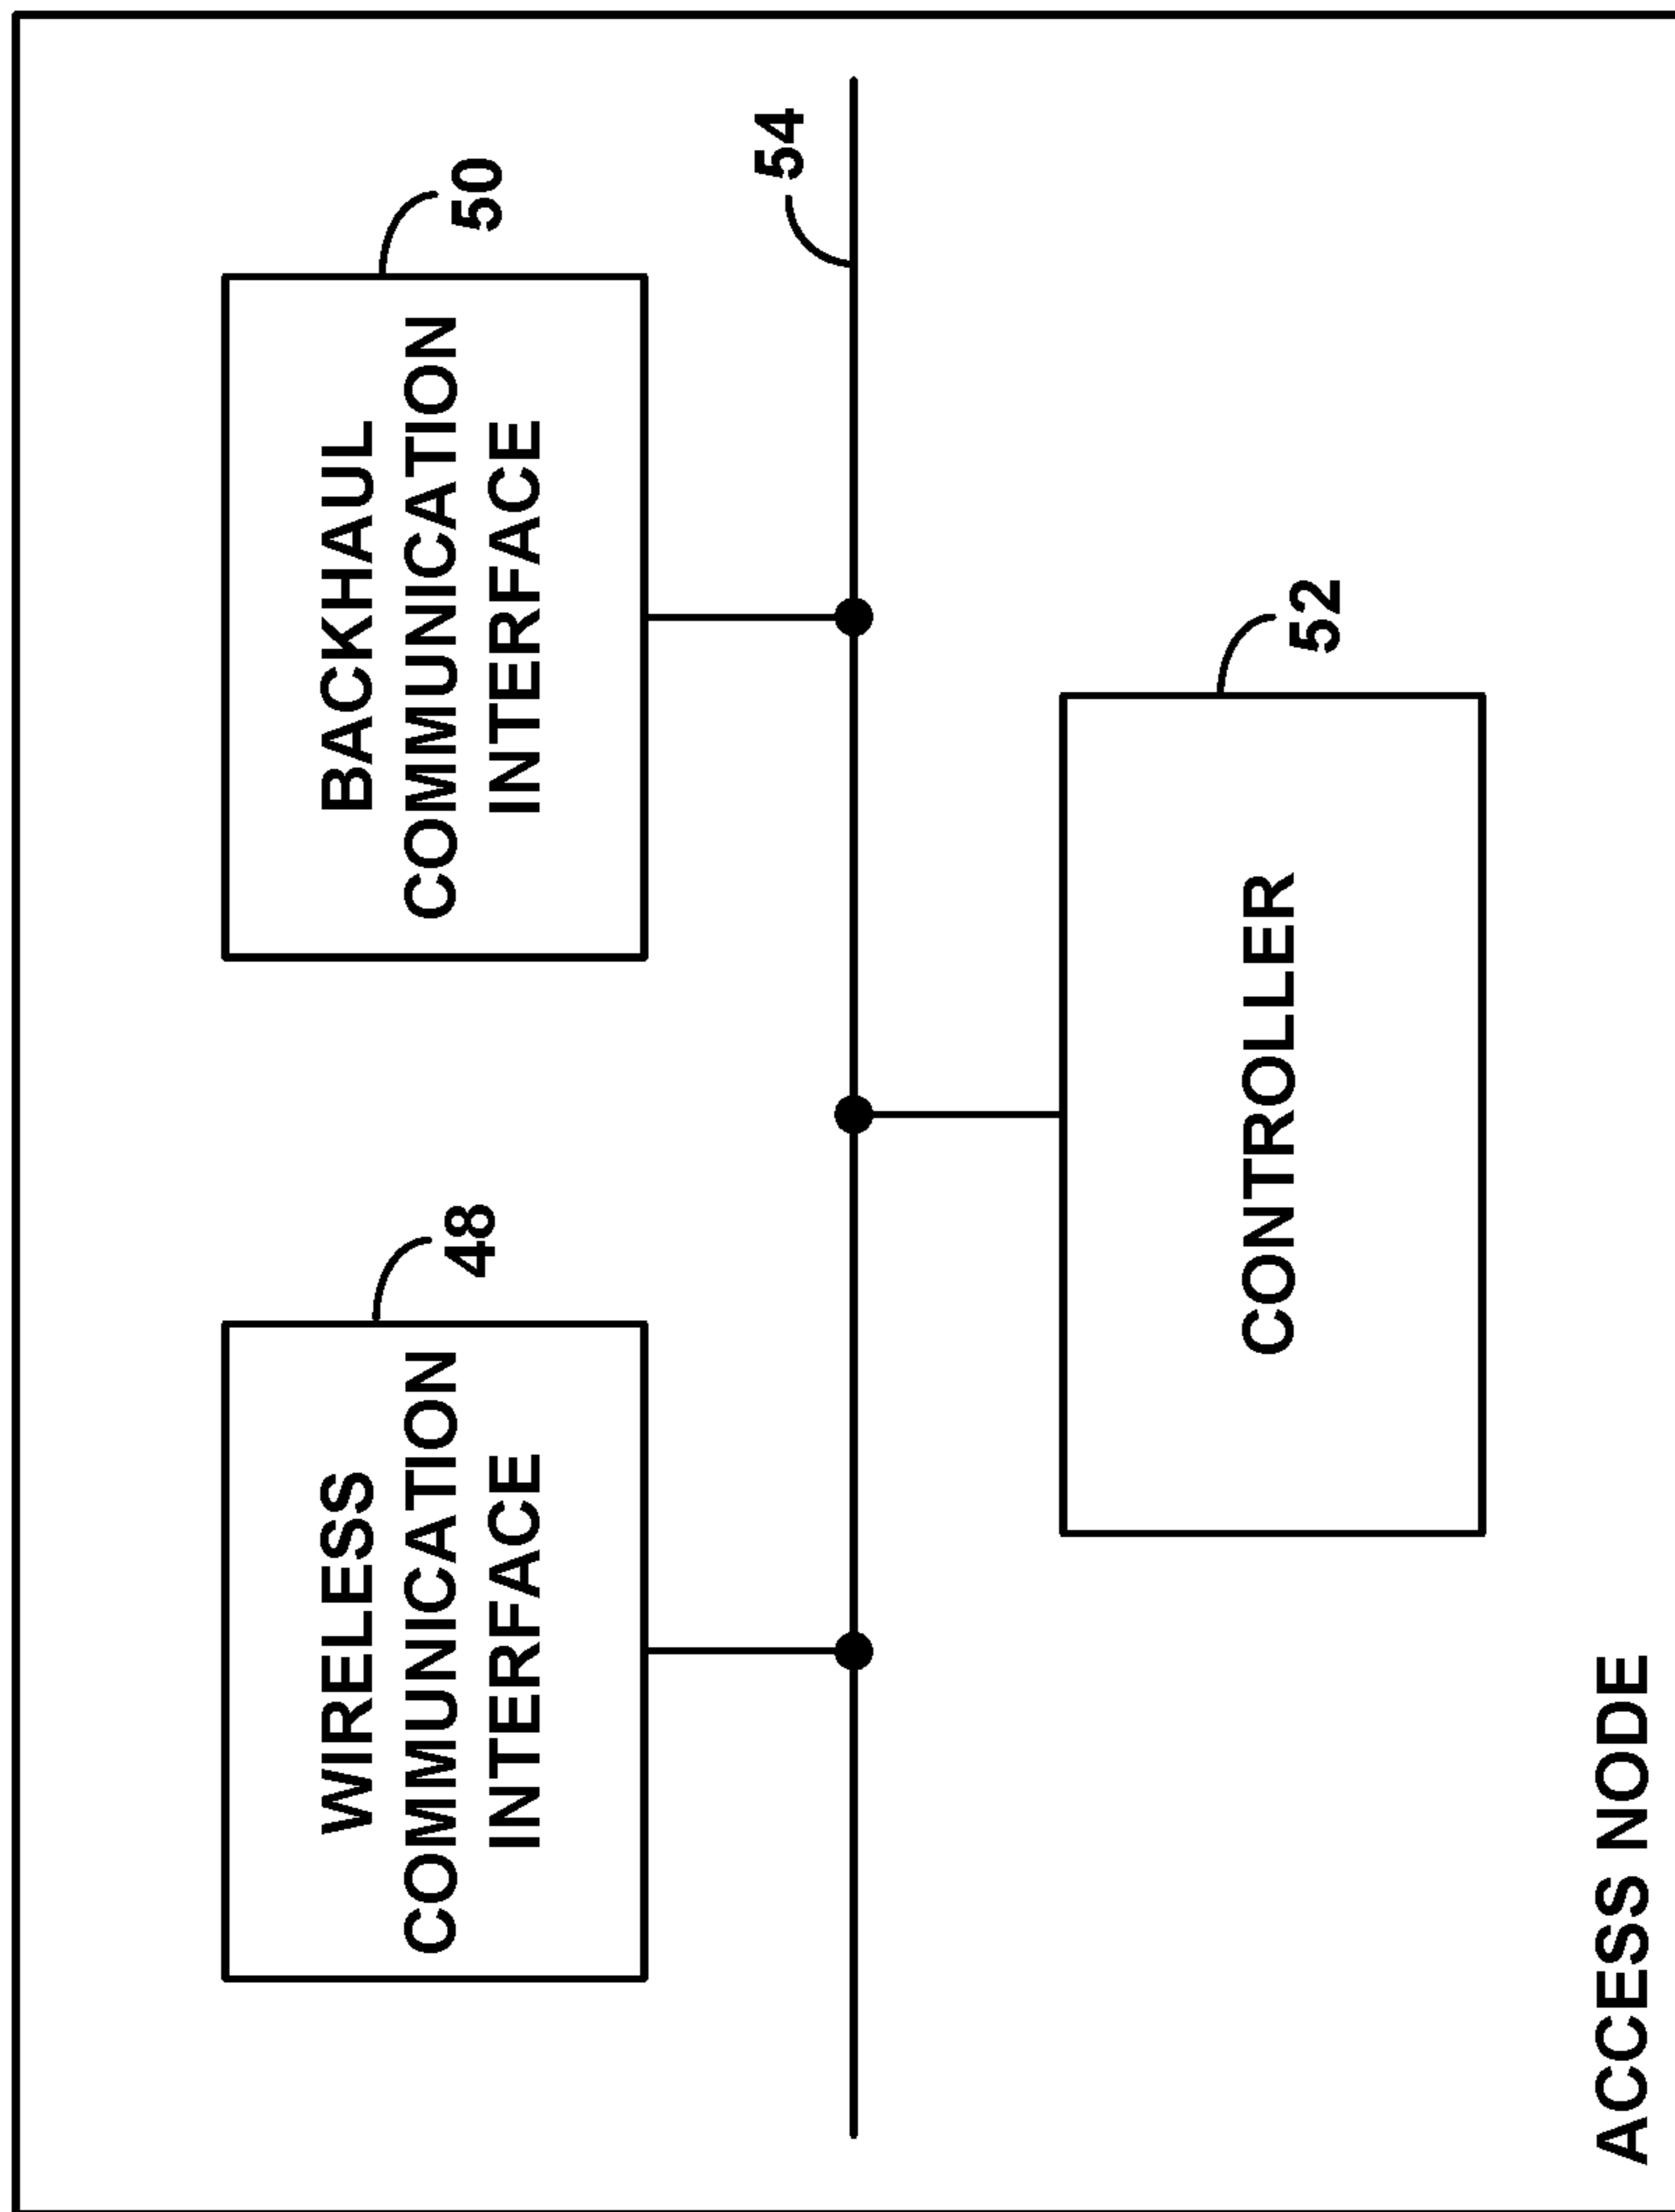 WIRELESS
COMMUNICATION
INTERFACE
48
BACKHAUL
COMMUNICATION
INTERFACE
50
54
CONTROLLER
52
ACCESS NODE